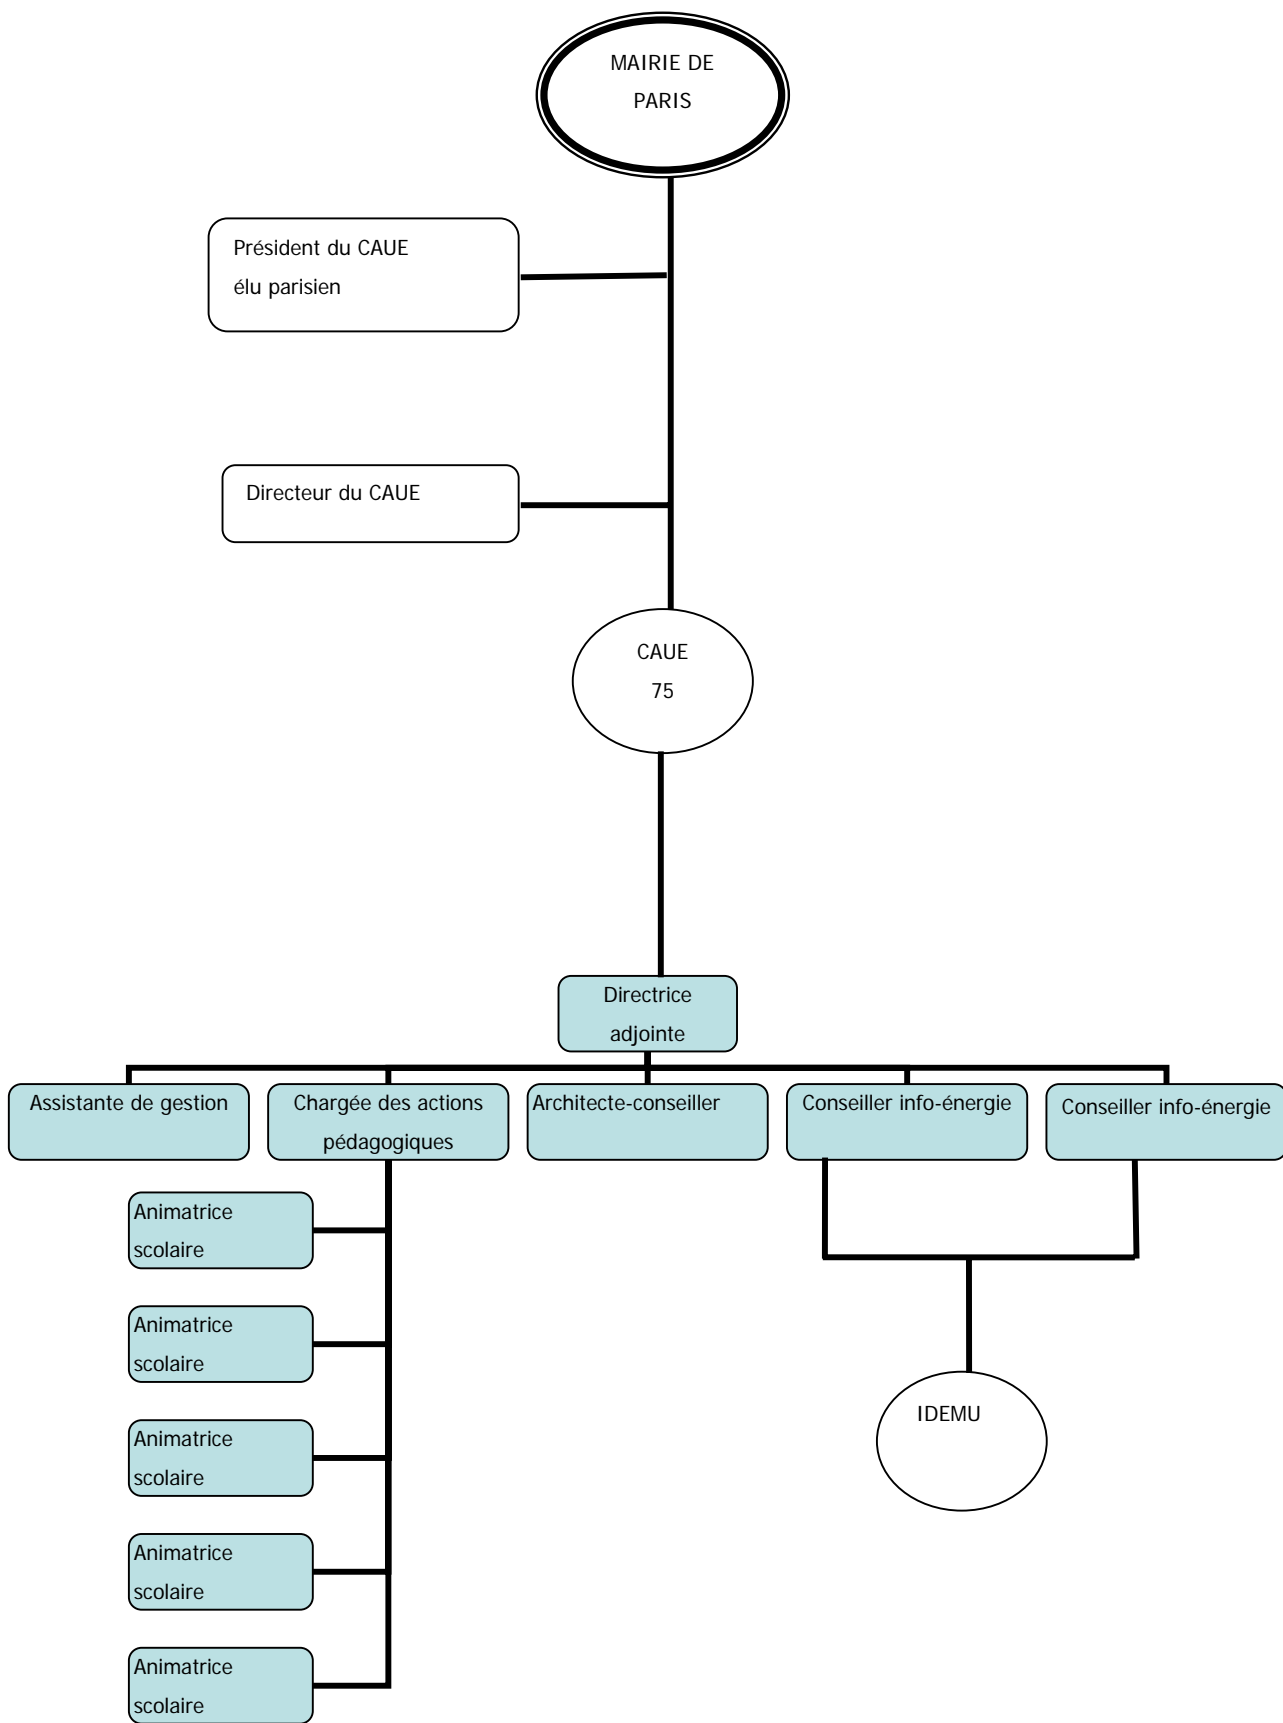 MAIRIE DE
PARIS
Président du CAUE
élu parisien
Directeur du CAUE
CAUE
75
Directrice
adjointe
Assistante de gestion
Chargée des actions
pédagogiques
Architecte-conseiller
Conseiller info-énergie
Conseiller info-énergie
Animatrice
scolaire
Animatrice
scolaire
Animatrice
scolaire
Animatrice
scolaire
Animatrice
scolaire
IDEMU